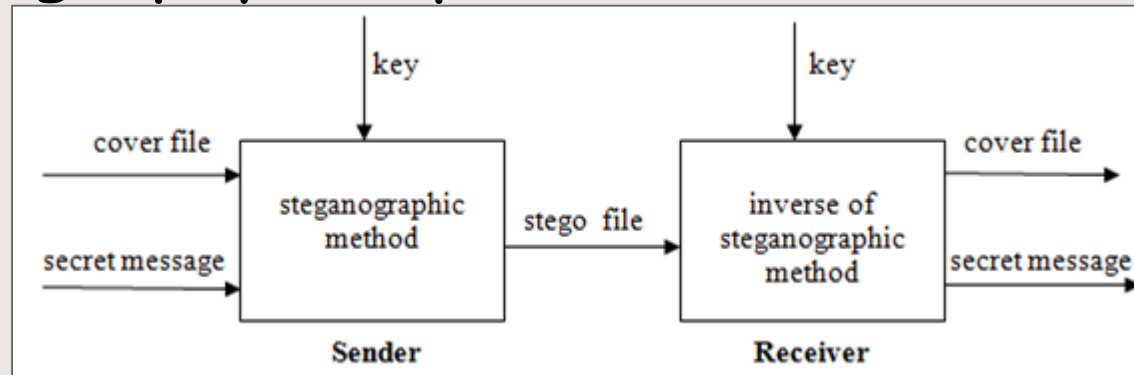 key
key
cover file
cover file
steganographic
method
stego file
inverse of
steganographic
method
secret message
secret message
Sender
Receiver